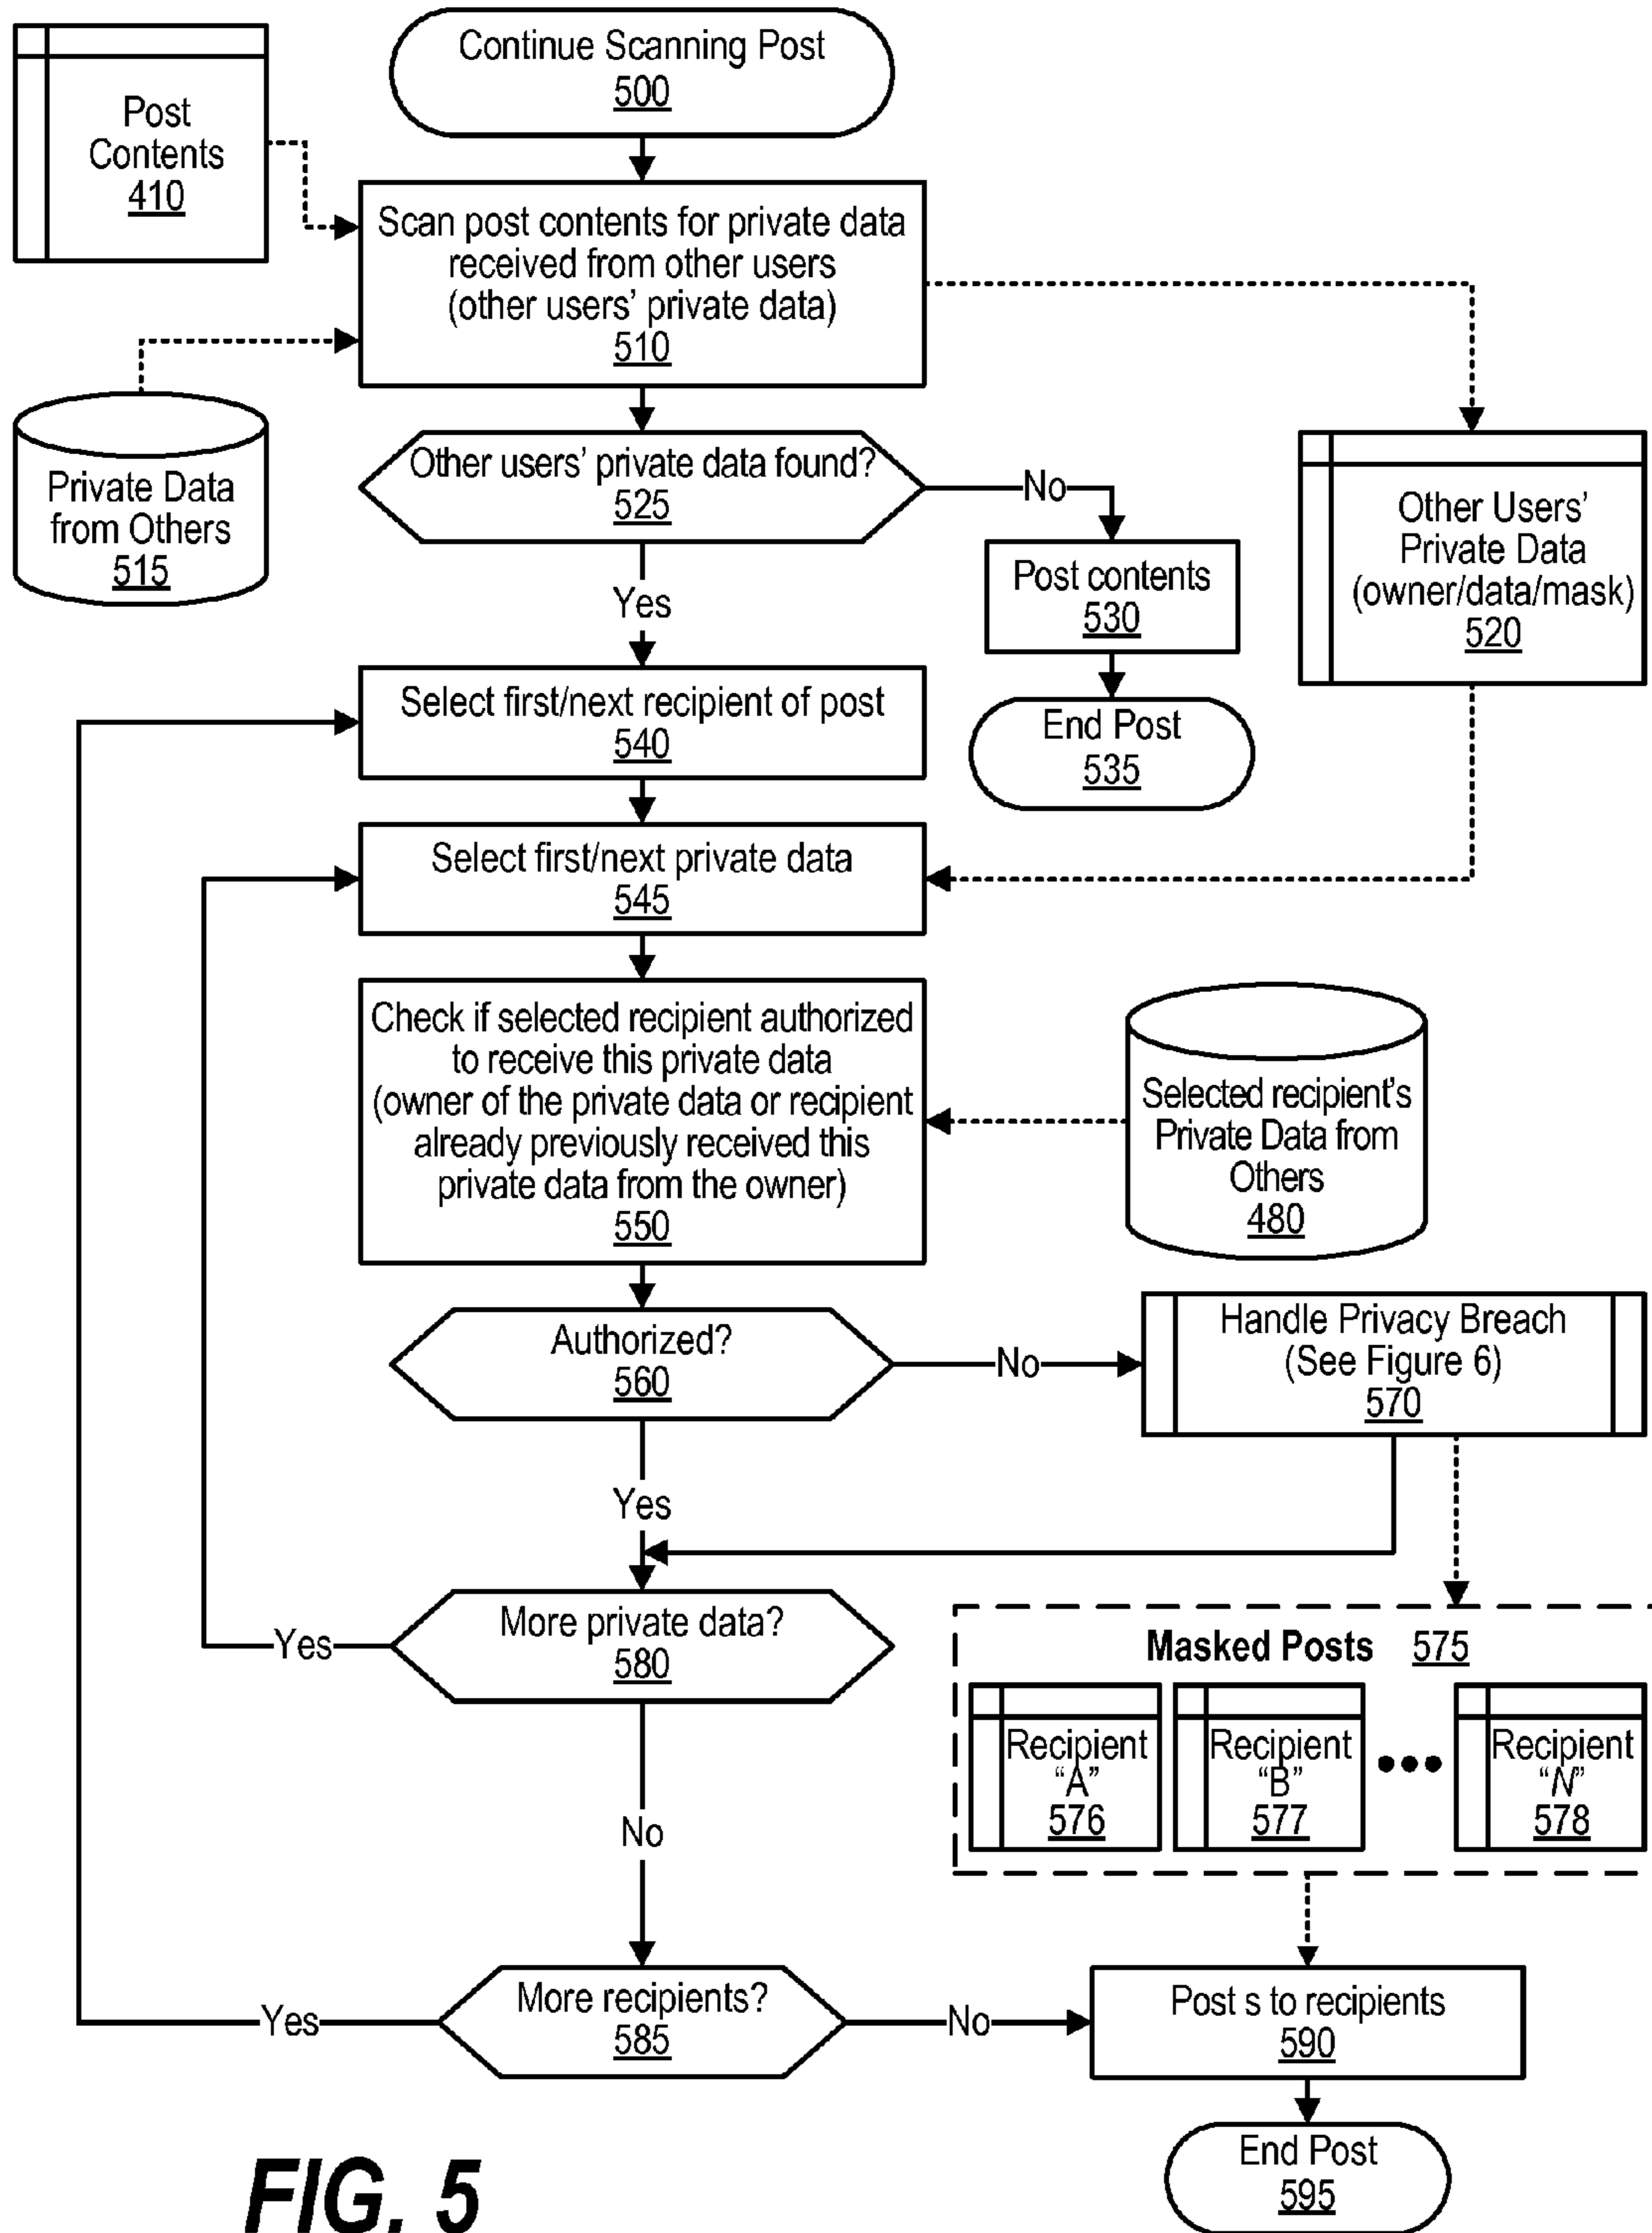 Continue Scanning Post
500
Post
Contents
410
Scan post contents for private data
received from other users
(other users’ private data)
510
Private Data
from Others
515
Other users’ private data found?
525
No
Yes
Post contents
530
End Post
535
Other Users’
Private Data
(owner/data/mask)
520
Select first/next recipient of post
540
Select first/next private data
545
Check if selected recipient authorized
to receive this private data
(owner of the private data or recipient
already previously received this
private data from the owner)
550
Selected recipient’s
Private Data from
Others
480
Authorized?
560
No
Handle Privacy Breach
(See Figure 6)
570
Yes
More private data?
580
Yes
No
Masked Posts 575
Recipient
“A”
576
Recipient
“B”
577
•••
Recipient
“N”
578
More recipients?
585
Yes
No
Post s to recipients
590
End Post
595
FIG. 5